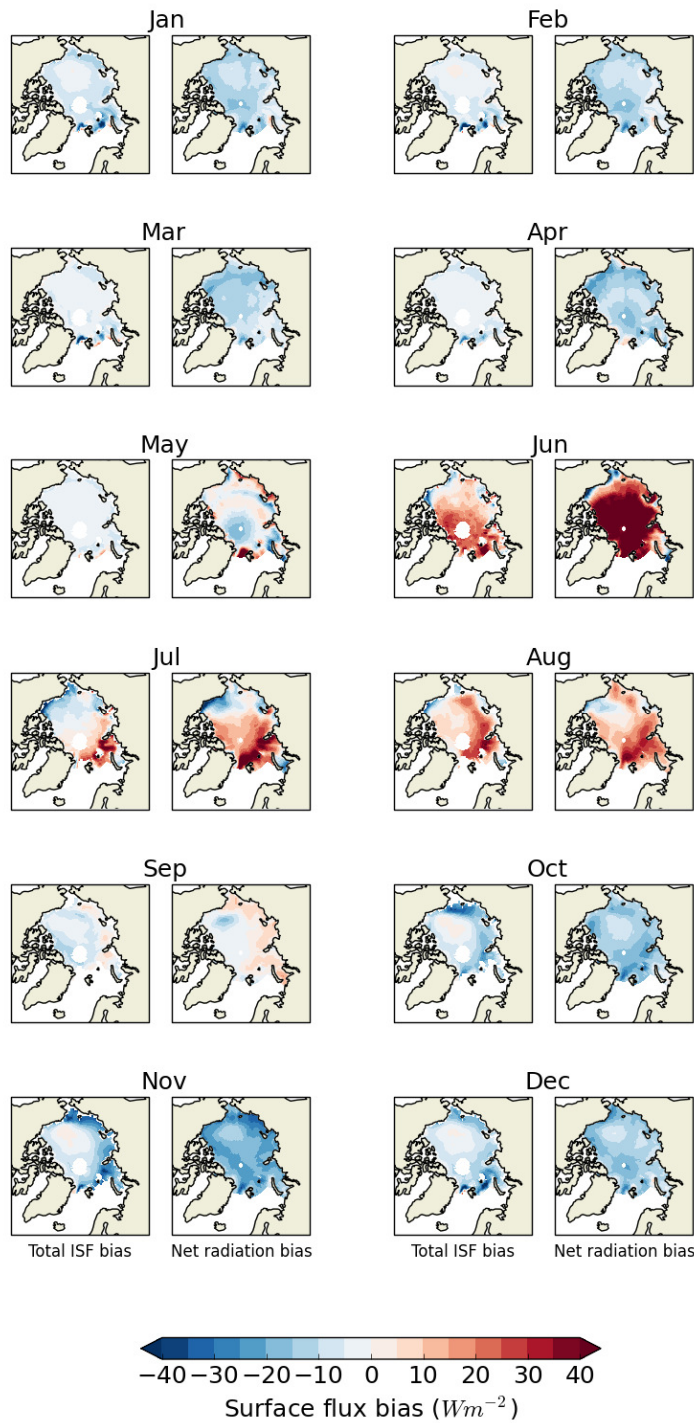 Jan Feb
Mar Apr
May Jun
Jul Aug
Sep Oct
Nov Dec
Total ISF bias Net radiation bias Total ISF bias Net radiation bias
−40 −30 −20 −10 0 10 20 30 40
Surface flux bias (Wm⁻²)